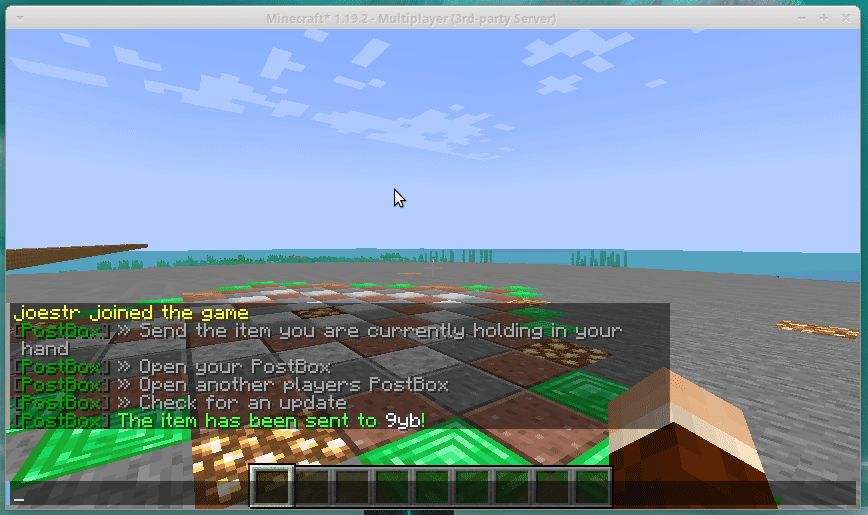 Minecraft* 1.19.2 - Multiplayer (3rd-party Server)
joestr joined the game
[PostBox] » Send the item you are currently holding in your
hand
[PostBox] » Open your PostBox
[PostBox] » Open another players PostBox
[PostBox] » Check for an update
[PostBox] The item has been sent to 9yb!
_